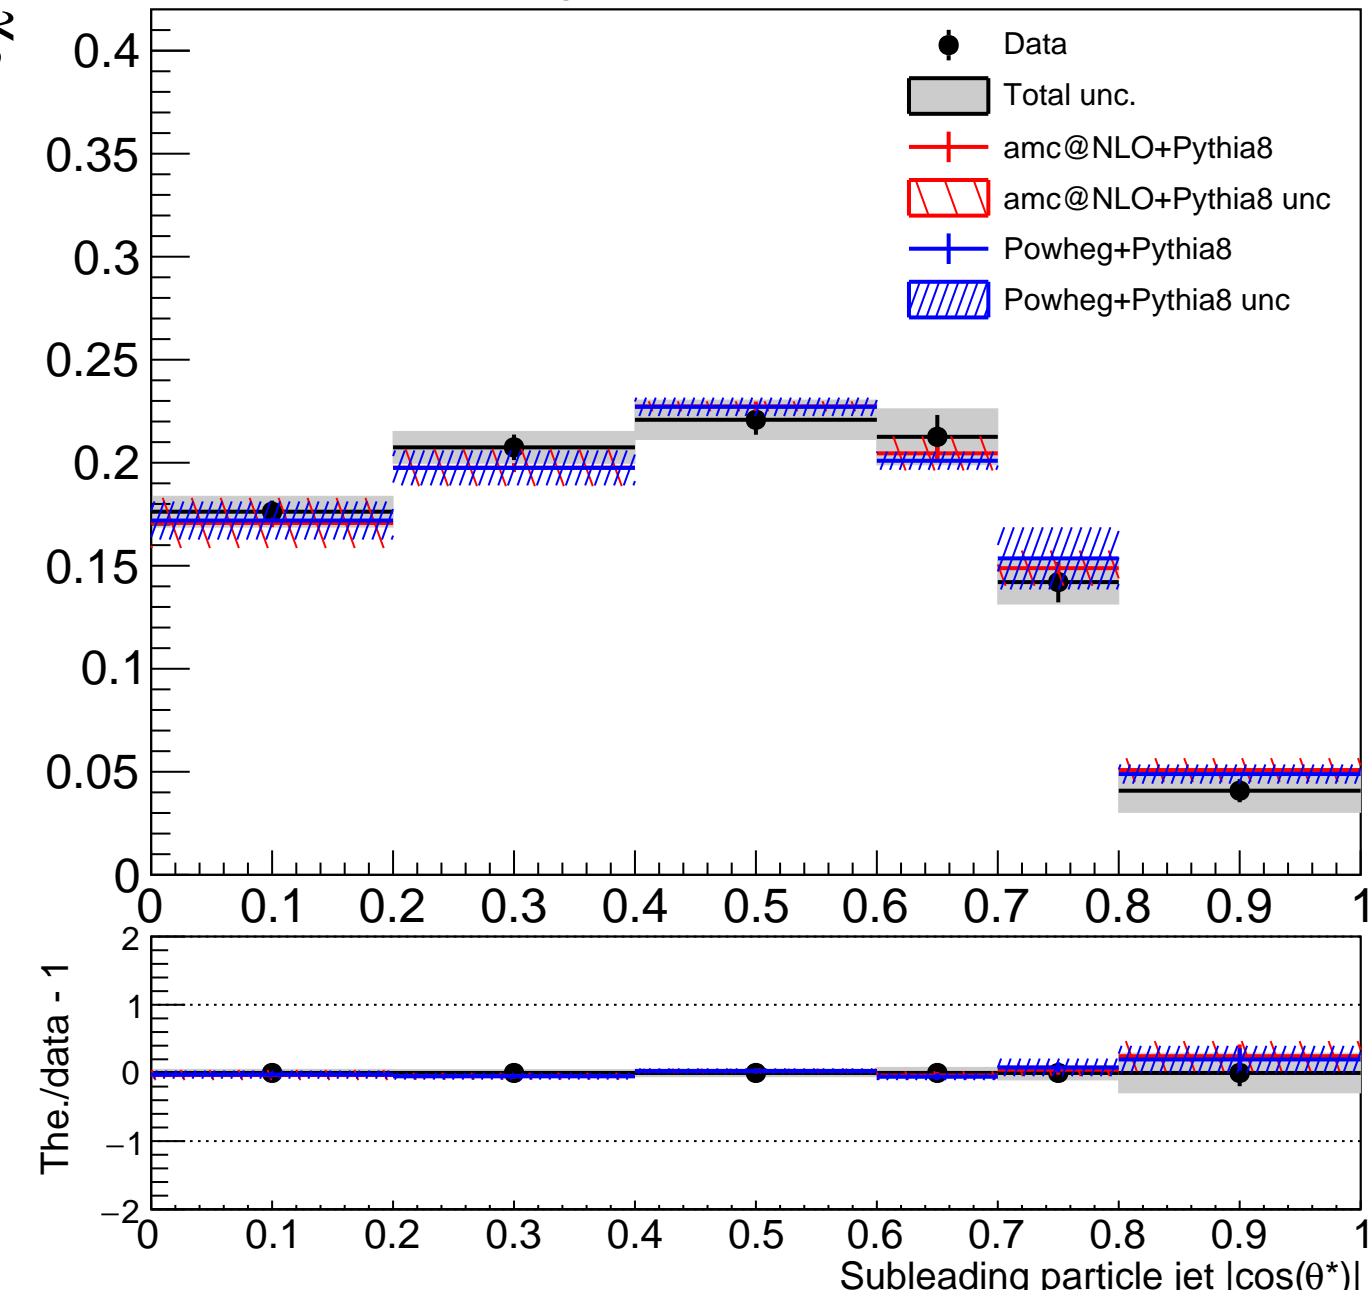 Data
Total unc.
amc@NLO+Pythia8
amc@NLO+Pythia8 unc
Powheg+Pythia8
Powheg+Pythia8 unc
0.4
0.35
0.3
0.25
0.2
0.15
0.1
0.05
0
0 0.1 0.2 0.3 0.4 0.5 0.6 0.7 0.8 0.9 1
The./data - 1
2
1
0
−1
−2
0 0.1 0.2 0.3 0.4 0.5 0.6 0.7 0.8 0.9 1
Subleading particle jet |cos(θ*)|